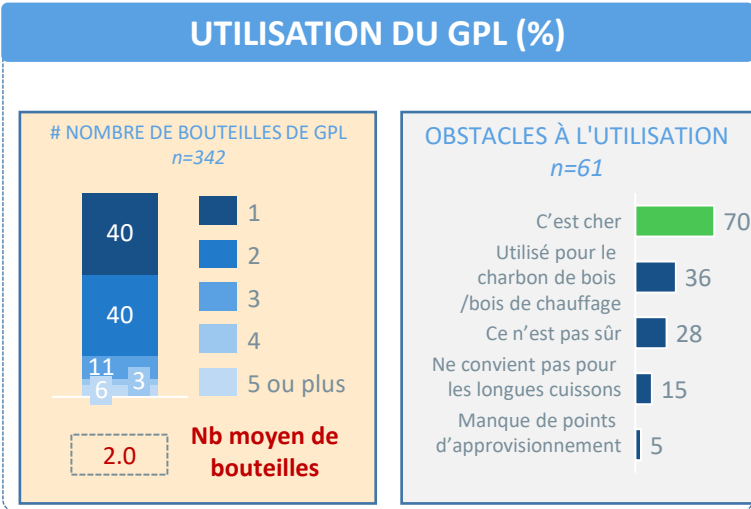 UTILISATION DU GPL (%)
# NOMBRE DE BOUTEILLES DE GPL
n=342
40
40
11
3
6
1
2
3
4
5 ou plus
2.0
Nb moyen de
bouteilles
OBSTACLES À L'UTILISATION
n=61
C’est cher
70
Utilisé pour le
charbon de bois
/bois de chauffage
36
Ce n’est pas sûr
28
Ne convient pas pour
les longues cuissons
15
Manque de points
d’approvisionnement
5